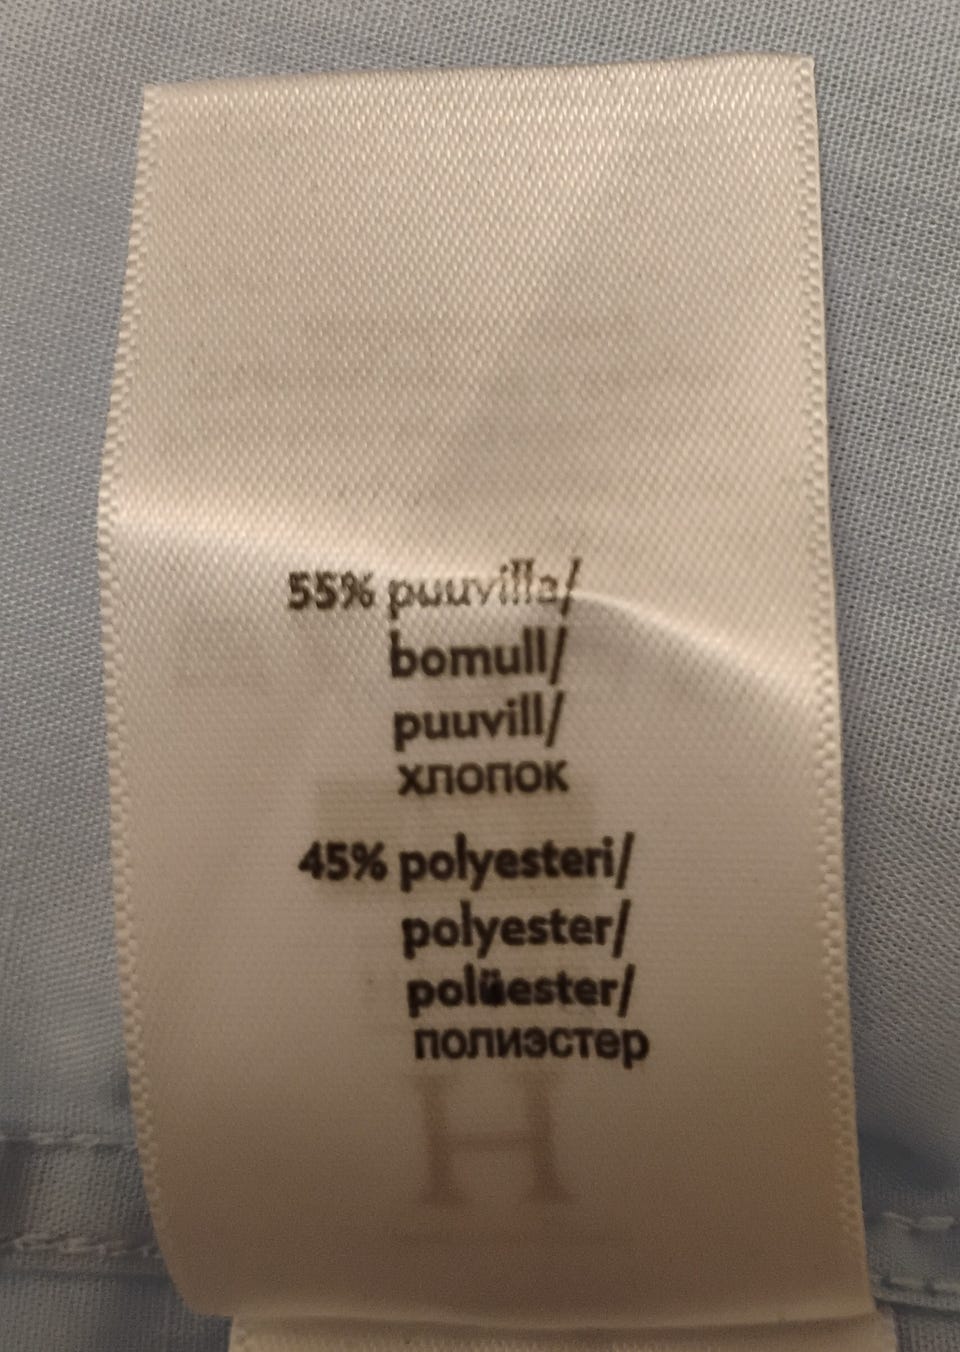 55% puuvilla/
bomull/
puuvill/
хлопок
45% polyesteri/
polyester/
polüester/
полиэстер
H